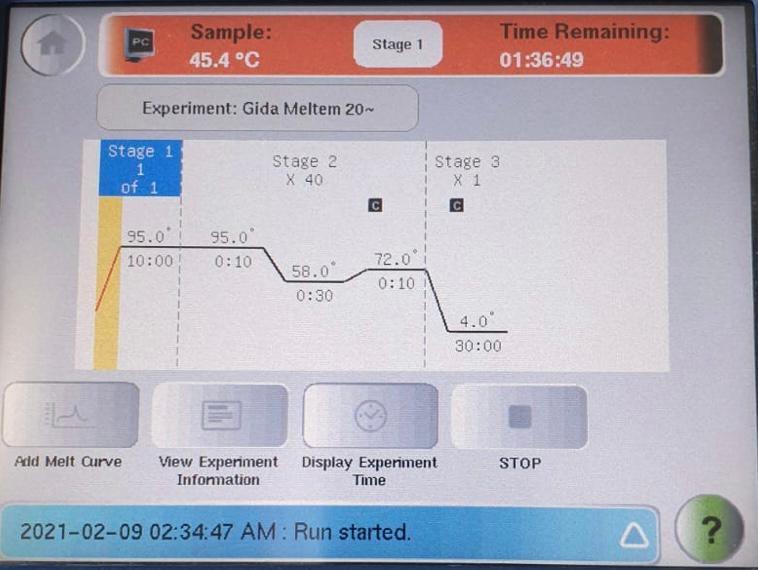 PC
Sample:
45.4 °C
Stage 1
Time Remaining:
01:36:49
Experiment: Gida Meltem 20~
Stage 1
1
of 1
Stage 2
X 40
Stage 3
X 1
C
C
95.0°
10:00
95.0°
0:10
58.0°
0:30
72.0°
0:10
4.0°
30:00
Add Melt Curve
View Experiment
Information
Display Experiment
Time
STOP
2021-02-09 02:34:47 AM : Run started.
?